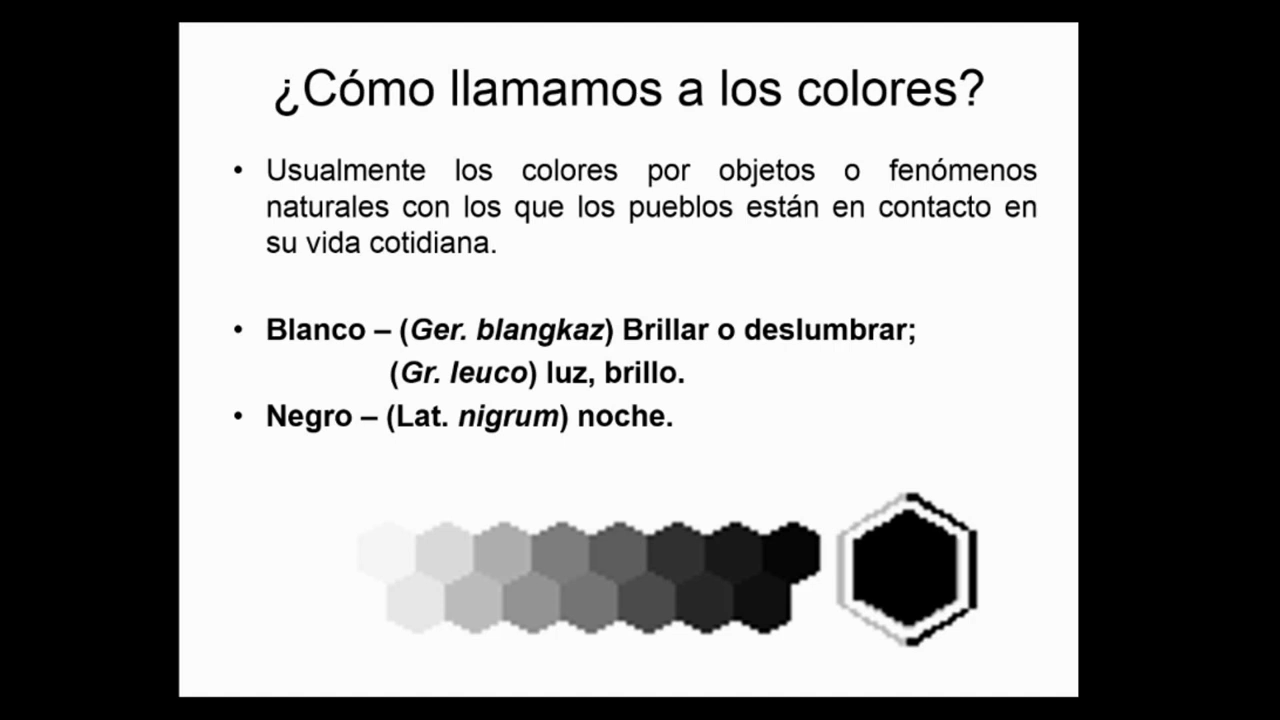 ¿Cómo llamamos a los colores?
• Usualmente los colores por objetos o fenómenos
naturales con los que los pueblos están en contacto en
su vida cotidiana.
• Blanco – (Ger. blangkaz) Brillar o deslumbrar;
(Gr. leuco) luz, brillo.
• Negro – (Lat. nigrum) noche.